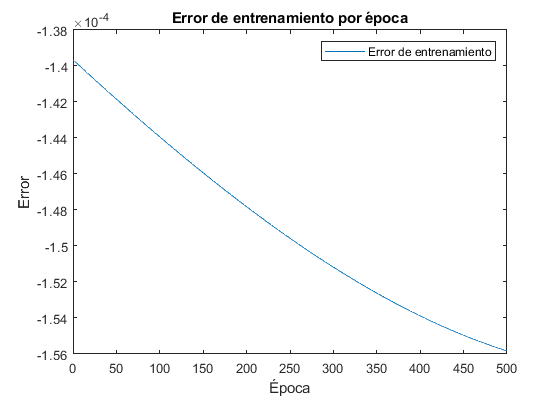 Error de entrenamiento por época
×10-4
Error de entrenamiento
-1.38
-1.4
-1.42
-1.44
-1.46
-1.48
-1.5
-1.52
-1.54
-1.56
Error
0 50 100 150 200 250 300 350 400 450 500
Época